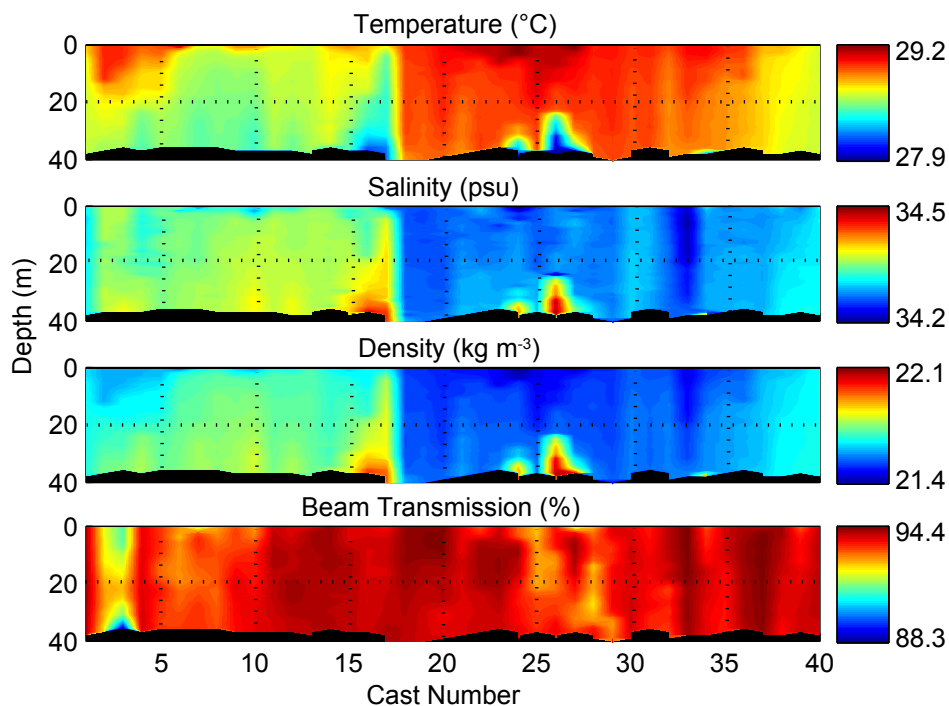 Temperature (°C)
0
20
40
29.2
27.9
Salinity (psu)
0
20
40
34.5
34.2
Depth (m)
Density (kg m⁻³)
0
20
40
22.1
21.4
Beam Transmission (%)
0
20
40
94.4
88.3
5 10 15 20 25 30 35 40
Cast Number